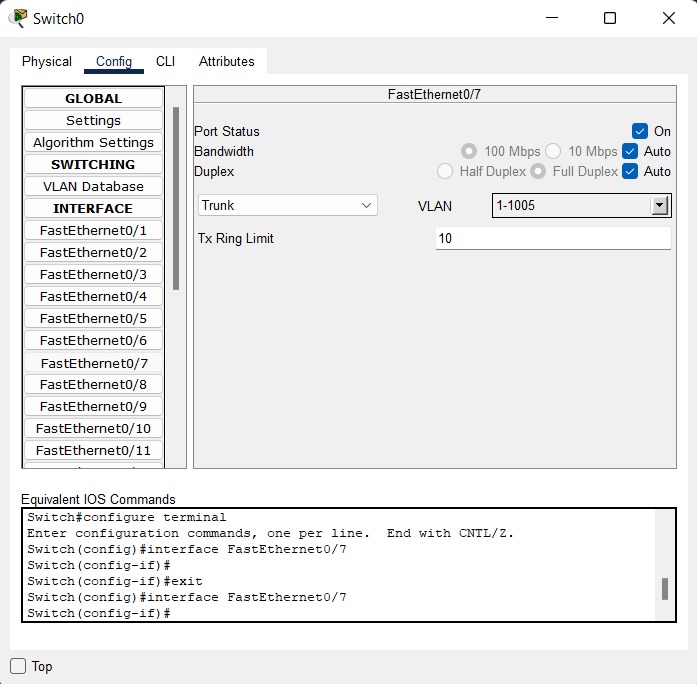 Switch0
Physical Config CLI Attributes
GLOBAL
Settings
Algorithm Settings
SWITCHING
VLAN Database
INTERFACE
FastEthernet0/1
FastEthernet0/2
FastEthernet0/3
FastEthernet0/4
FastEthernet0/5
FastEthernet0/6
FastEthernet0/7
FastEthernet0/8
FastEthernet0/9
FastEthernet0/10
FastEthernet0/11
FastEthernet0/7
Port Status On
Bandwidth 100 Mbps 10 Mbps Auto
Duplex Half Duplex Full Duplex Auto
Trunk VLAN 1-1005
Tx Ring Limit 10
Equivalent IOS Commands
Switch#configure terminal
Enter configuration commands, one per line. End with CNTL/Z.
Switch(config)#interface FastEthernet0/7
Switch(config-if)#
Switch(config-if)#exit
Switch(config)#interface FastEthernet0/7
Switch(config-if)#
Top